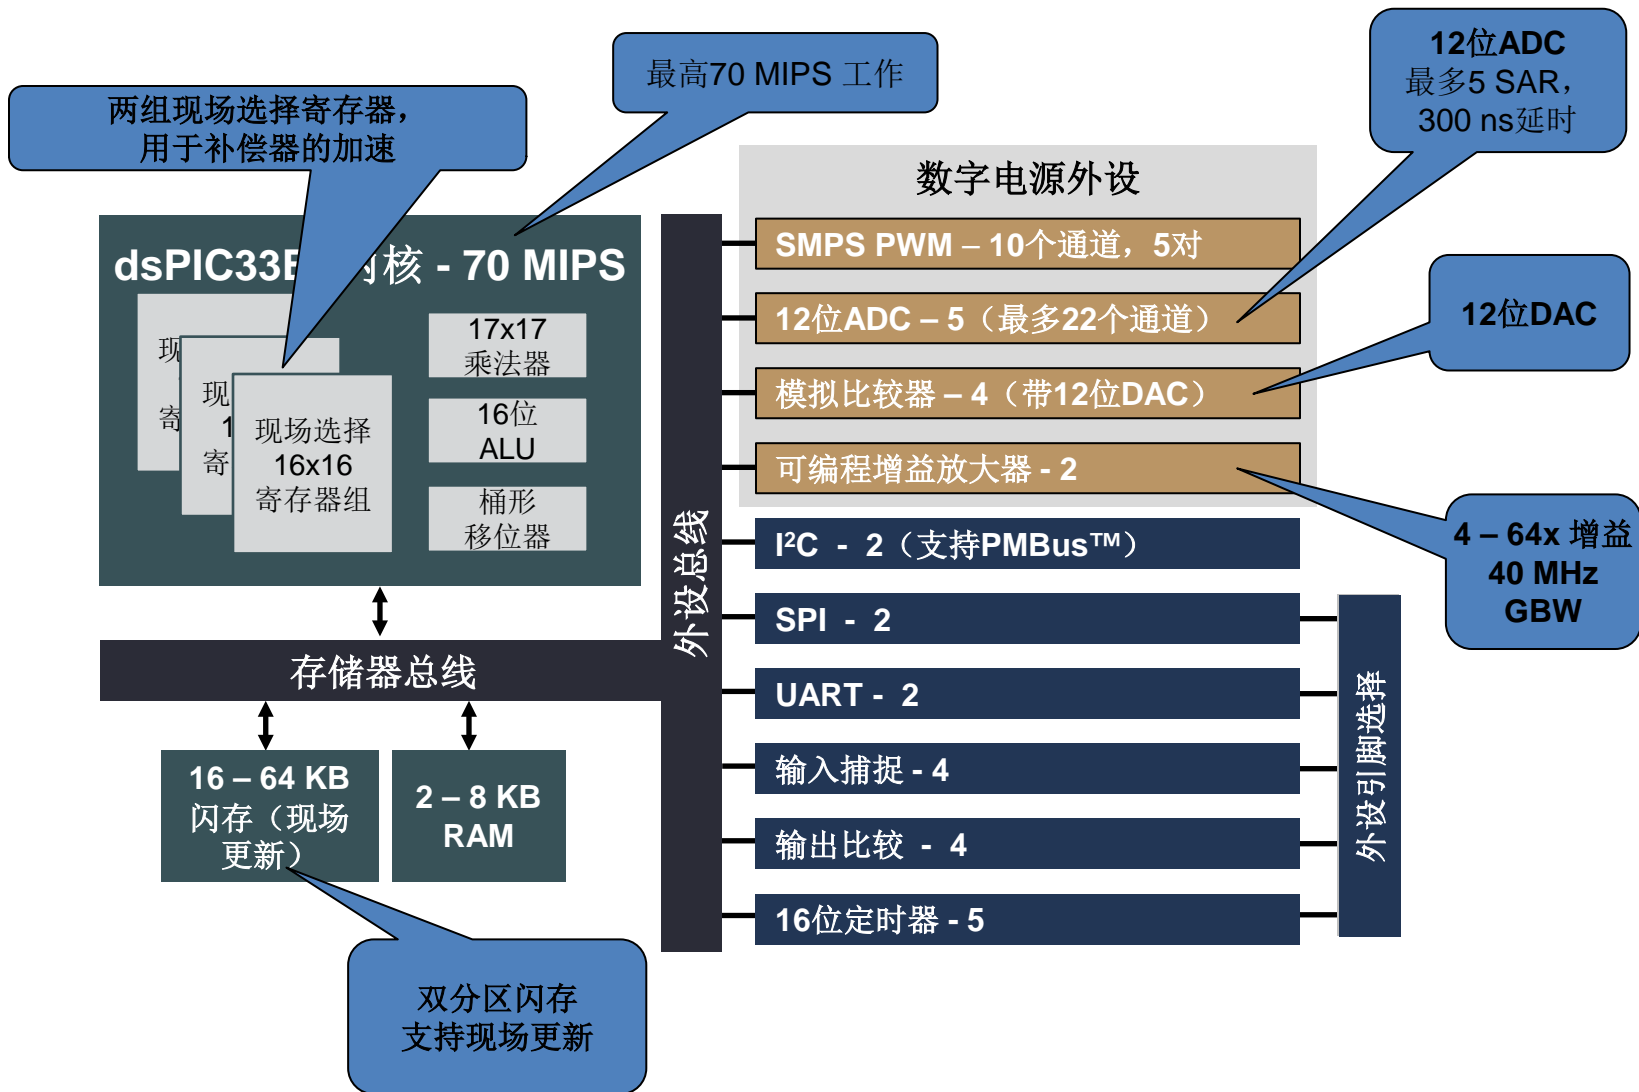 最高70 MIPS 工作
12位ADC
最多5 SAR，
300 ns延时
两组现场选择寄存器，
用于补偿器的加速
数字电源外设
dsPIC33E 核 - 70 MIPS
SMPS PWM – 10个通道，5对
12位ADC – 5（最多22个通道）
12位DAC
模拟比较器 – 4（带12位DAC）
可编程增益放大器 - 2
现
寄
现
1
寄
现场选择
16x16
寄存器组
17x17
乘法器
16位
ALU
桶形
移位器
外设总线
4 – 64x 增益
40 MHz
GBW
I²C - 2（支持PMBus™）
SPI - 2
UART - 2
输入捕捉 - 4
输出比较 - 4
16位定时器 - 5
外设引脚选择
存储器总线
16 – 64 KB
闪存（现场
更新）
2 – 8 KB
RAM
双分区闪存
支持现场更新